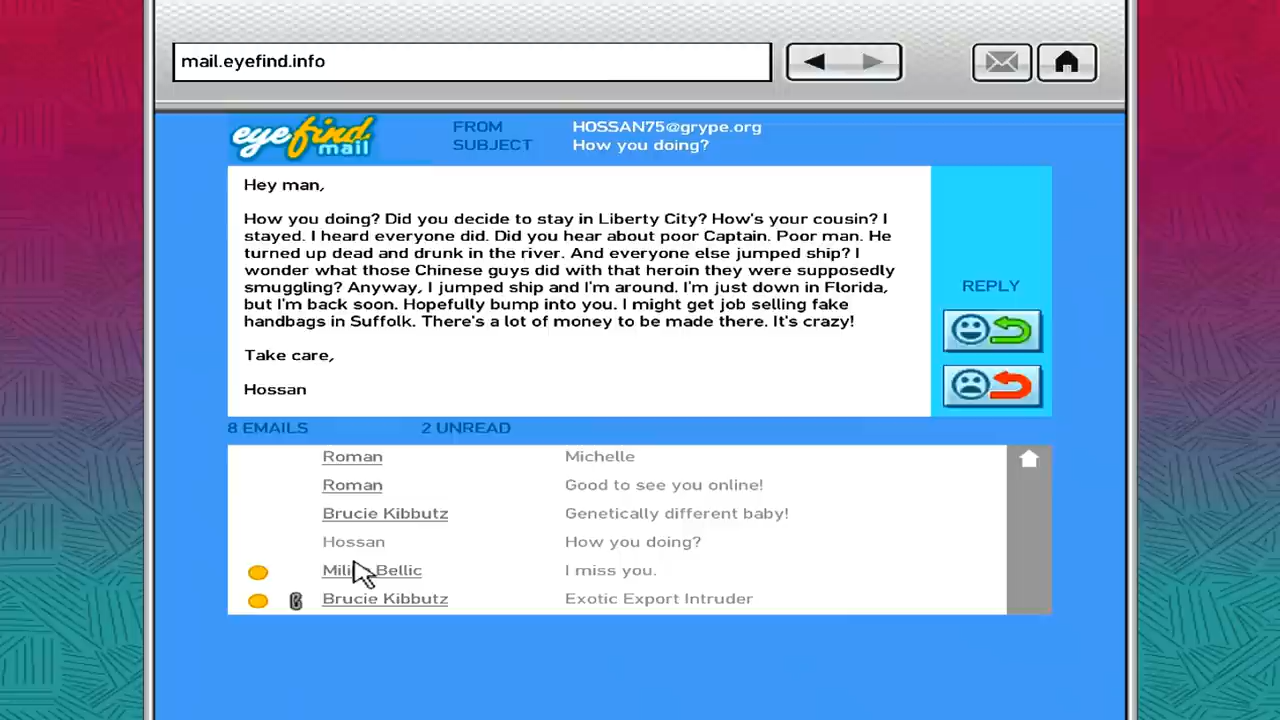 mail.eyefind.info
eyefind mail
FROM HOSSAN75@grype.org
SUBJECT How you doing?
Hey man,
How you doing? Did you decide to stay in Liberty City? How's your cousin? I
stayed. I heard everyone did. Did you hear about poor Captain. Poor man. He
turned up dead and drunk in the river. And everyone else jumped ship? I
wonder what those Chinese guys did with that heroin they were supposedly
smuggling? Anyway, I jumped ship and I'm around. I'm just down in Florida,
but I'm back soon. Hopefully bump into you. I might get job selling fake
handbags in Suffolk. There's a lot of money to be made there. It's crazy!
Take care,
Hossan
REPLY
8 EMAILS 2 UNREAD
Roman Michelle
Roman Good to see you online!
Brucie Kibbutz Genetically different baby!
Hossan How you doing?
Bellic I miss you.
Brucie Kibbutz Exotic Export Intruder